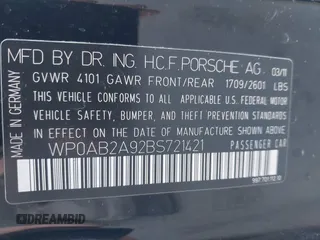 MFD BY DR. ING. H.C.F. PORSCHE AG 03/11
GVWR 4101 GAWR FRONT/REAR 1709/2601 LBS
THIS VEHICLE CONFORMS TO ALL APPLICABLE
U.S. FEDERAL MOTOR
VEHICLE SAFETY, BUMPER, AND THEFT PREVENTION STANDARDS
IN EFFECT ON THE DATE OF MANUFACTURE SHOWN ABOVE
WP0AB2A92BS721421 PASSENGER CAR
MADE IN GERMANY
DREAMBID